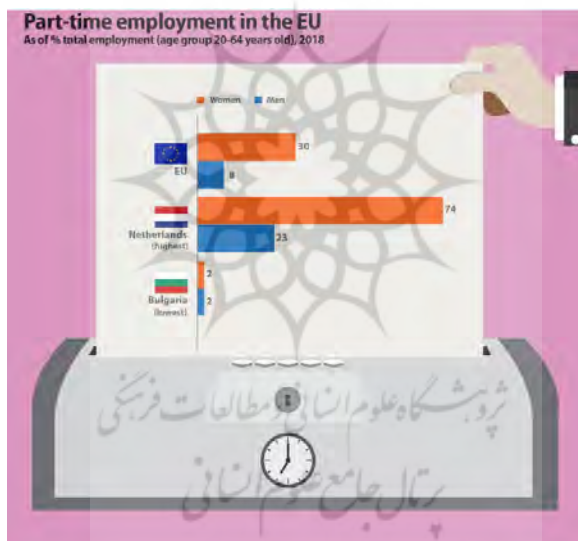 Part-time employment in the EU
As of % total employment (age group 20-64 years old), 2018
Women Men
30
EU
8
74
Netherlands
(highest)
23
2
Bulgaria
2
(lowest)
پژوهشگاه علوم انسانی و مطالعات فرهنگی
پرتال جامع علوم انسانی